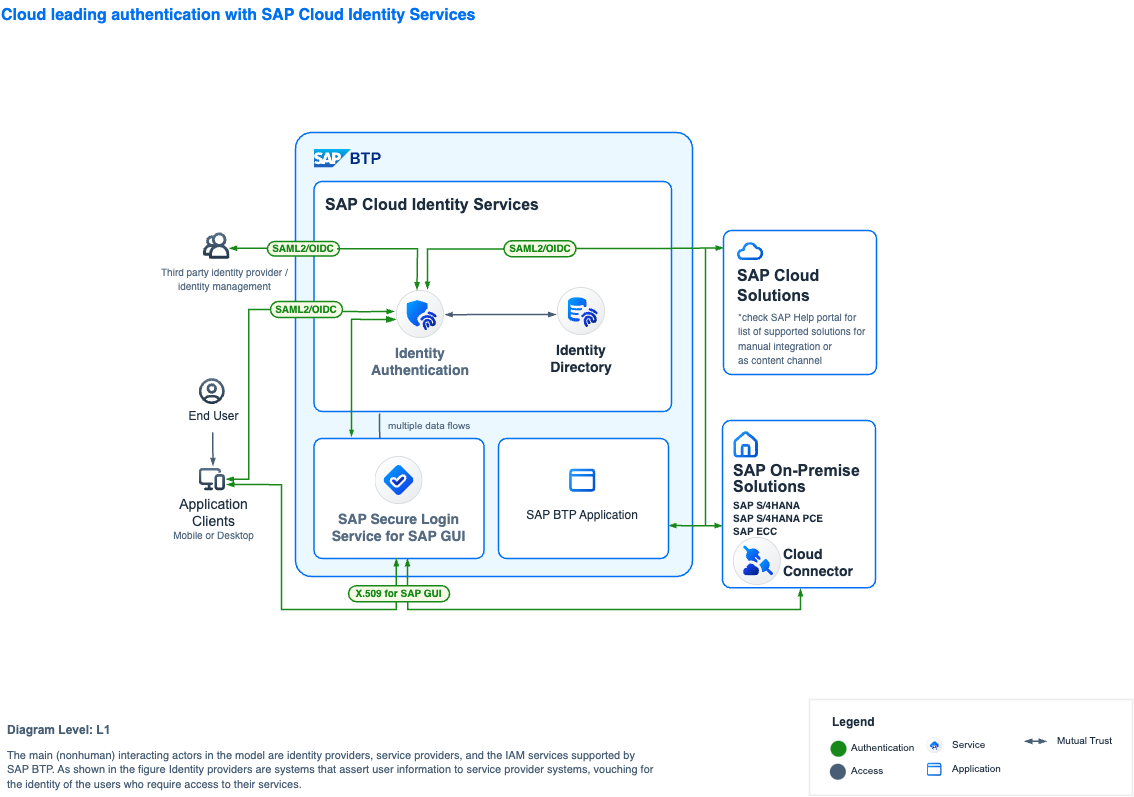 Cloud leading authentication with SAP Cloud Identity Services
SAP BTP
SAP Cloud Identity Services
SAML2/OIDC
SAML2/OIDC
Third party identity provider /
identity management
SAML2/OIDC
Identity
Authentication
Identity
Directory
SAP Cloud
Solutions
*check SAP Help portal for
list of supported solutions for
manual integration or
as content channel
End User
multiple data flows
Application
Clients
Mobile or Desktop
SAP Secure Login
Service for SAP GUI
SAP BTP Application
SAP On-Premise
Solutions
SAP S/4HANA
SAP S/4HANA PCE
SAP ECC
Cloud
Connector
X.509 for SAP GUI
Diagram Level: L1
The main (nonhuman) interacting actors in the model are identity providers, service providers, and the IAM services supported by
SAP BTP. As shown in the figure Identity providers are systems that assert user information to service provider systems, vouching for
the identity of the users who require access to their services.
Legend
Authentication
Service
Mutual Trust
Access
Application